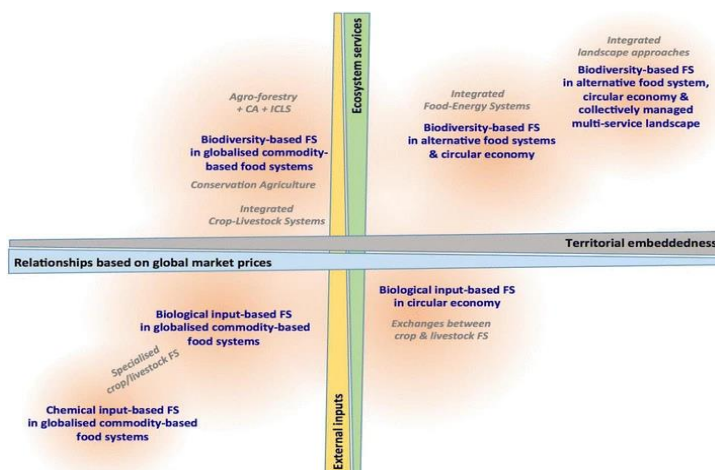 Ecosystem services
Integrated
landscape approaches
Biodiversity-based FS
in alternative food system,
circular economy &
collectively managed
multi-service landscape
Agro-forestry
+ CA + ICLS
Biodiversity-based FS
in globalised commodity-
based food systems
Conservation Agriculture
Integrated
Crop-Livestock Systems
Integrated
Food-Energy Systems
Biodiversity-based FS
in alternative food systems
& circular economy
Territorial embeddedness
Relationships based on global market prices
Biological input-based FS
in globalised commodity-based
food systems
Biological input-based FS
in circular economy
Exchanges between
crop & livestock FS
Specialised
crop/livestock FS
Chemical input-based FS
in globalised commodity-based
food systems
External inputs